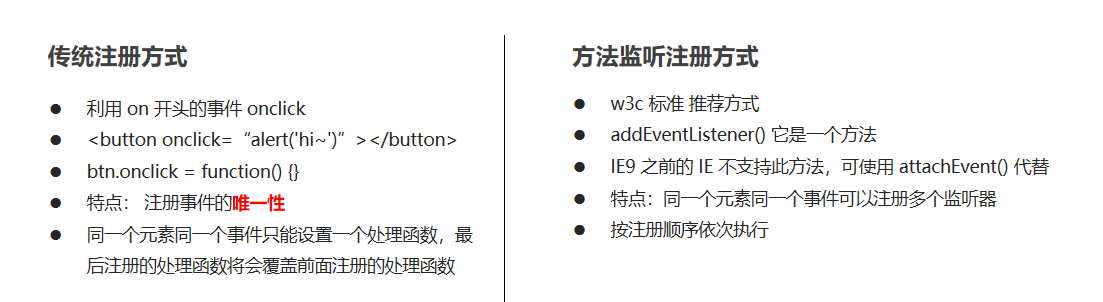 传统注册方式
● 利用 on 开头的事件 onclick
● <button onclick=“alert('hi~')”></button>
● btn.onclick = function() {}
● 特点： 注册事件的唯一性
● 同一个元素同一个事件只能设置一个处理函数，最
后注册的处理函数将会覆盖前面注册的处理函数
方法监听注册方式
● w3c 标准 推荐方式
● addEventListener() 它是一个方法
● IE9 之前的 IE 不支持此方法，可使用 attachEvent() 代替
● 特点：同一个元素同一个事件可以注册多个监听器
● 按注册顺序依次执行